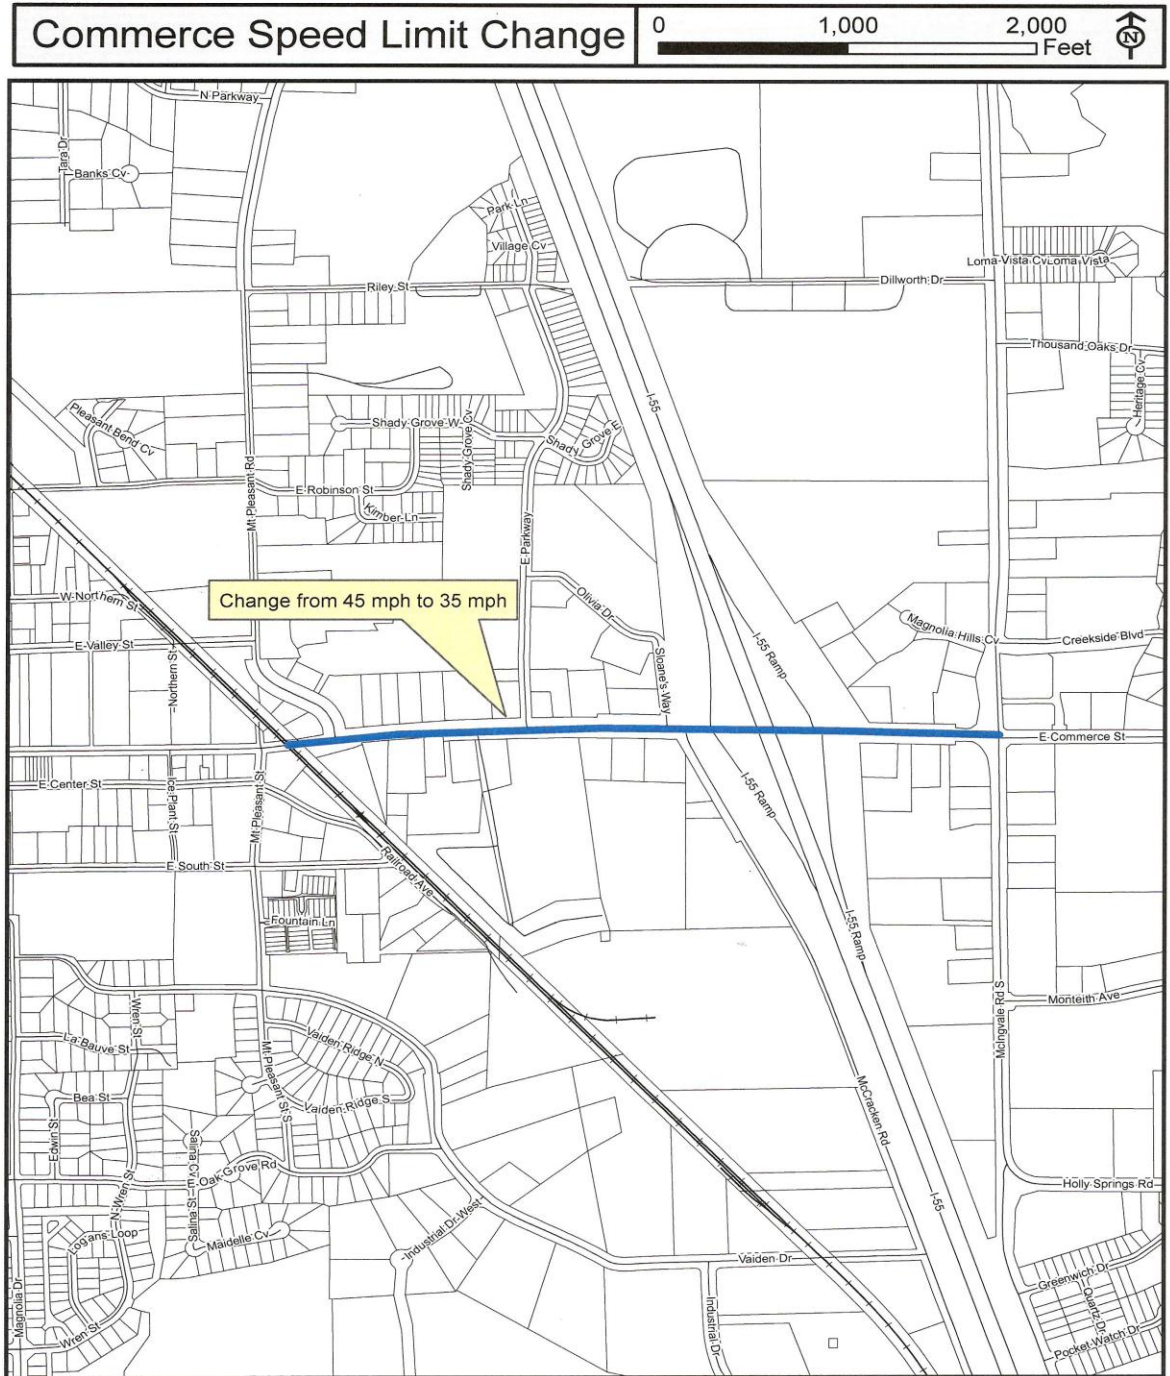 Commerce Speed Limit Change
0 1,000 2,000
Feet
N
N Parkway
Tara Dr
Banks Cv
Park Ln
Village Cv
Loma Vista Cv Loma Vista
Riley St
Dillworth Dr
Thousand Oaks Dr
Heritage Cv
I-55
Pleasant Bend Cv
Shady Grove W
Shady Grove Cv
Shady Grove E
Mt Pleasant Rd
E Robinson St
Kimber Ln
E Parkway
W Northern St
Change from 45 mph to 35 mph
Olivia Dr
Magnolia Hills Cv
Creekside Blvd
E Valley St
Northern St
Sloane's Way
I-55 Ramp
E Commerce St
E Center St
Ice Plant St
Mt Pleasant St
I-55 Ramp
E South St
Railroad Ave
Fountain Ln
I-55 Ramp
McIngvale Rd S
Monteith Ave
Wren St
La Bauve St
Vaiden Ridge N
Mt Pleasant St S
Vaiden Ridge S
Bea St
Edwin St
McCracken Rd
Salina Cv
E Oak Grove Rd
N Wren St
Salina St
Holly Springs Rd
I-55
Logans Loop
Maidelle Cv
Industrial Dr West
Vaiden Dr
Greenwich Dr
Quartz Dr
Magnolia Dr
Wren St
Industrial Dr
Pocket Watch Dr